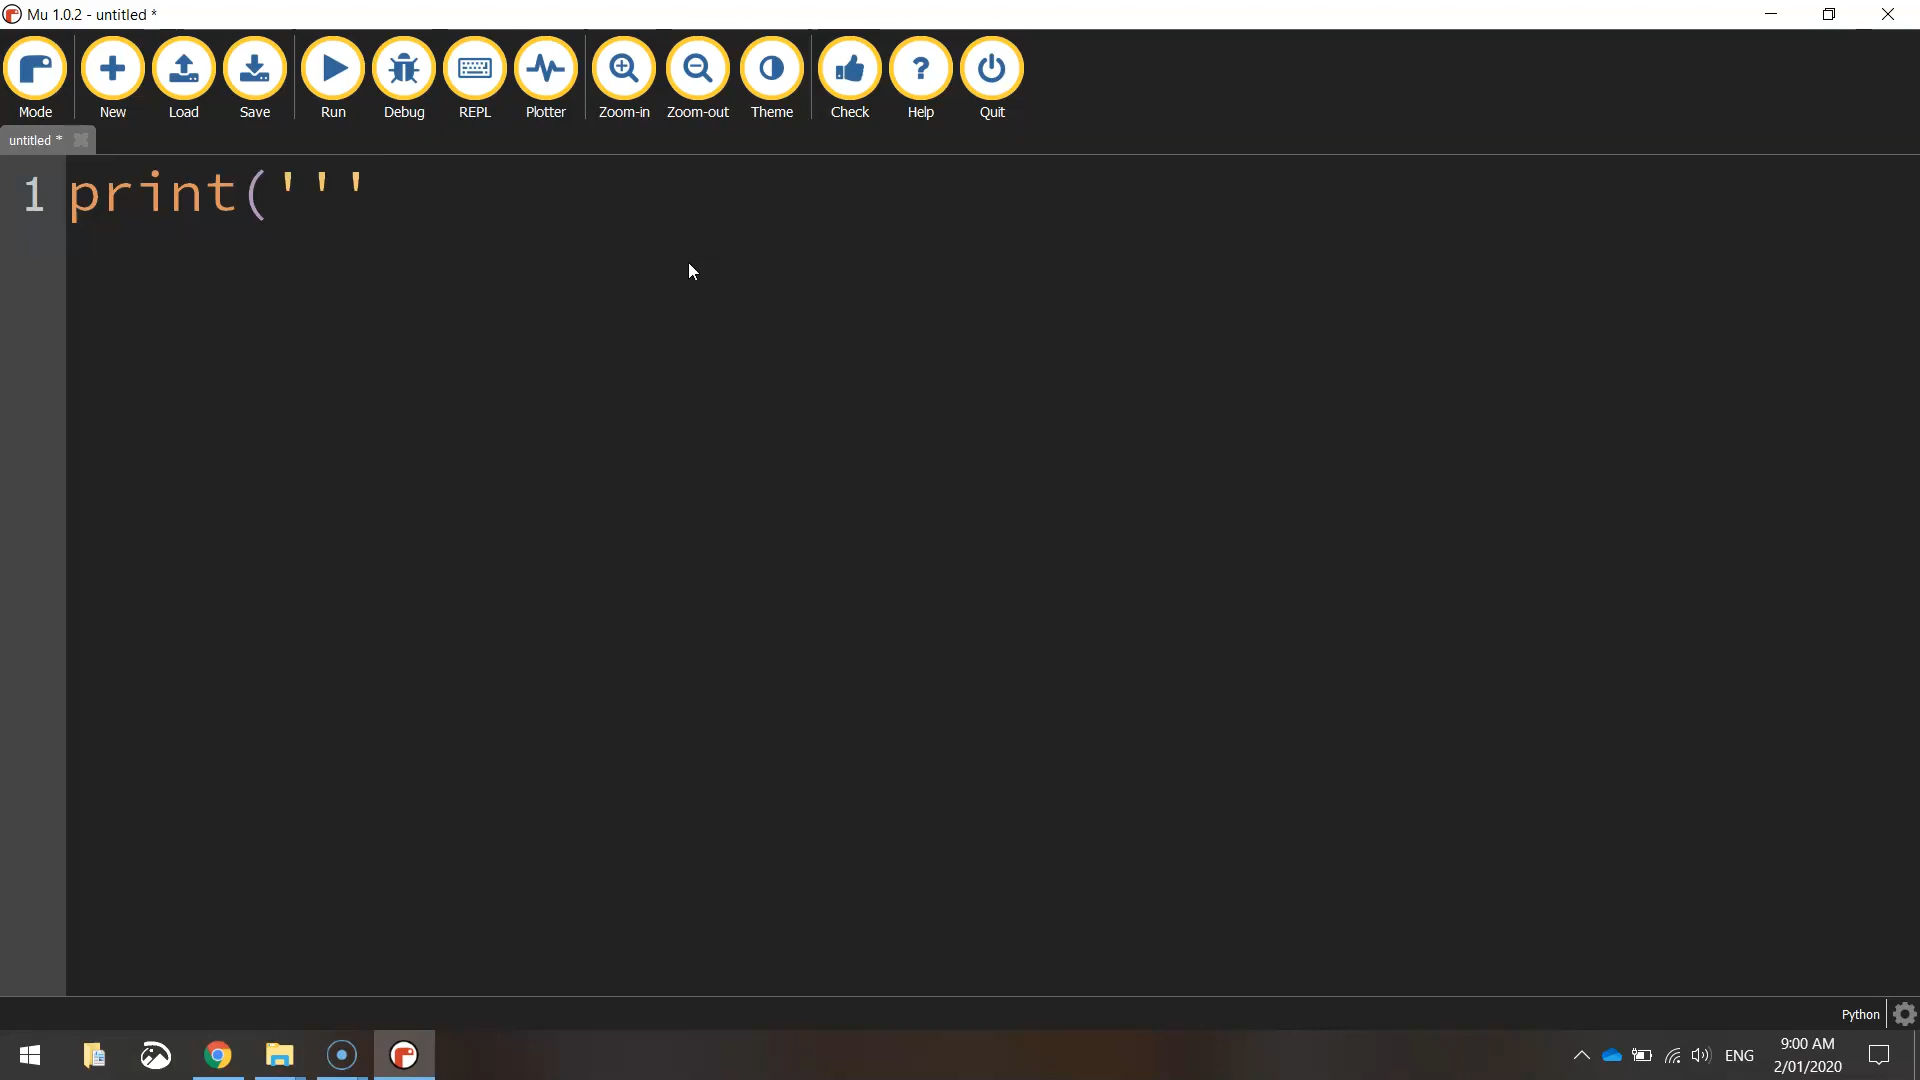 Mu 1.0.2 - untitled *
Mode New Load Save Run Debug REPL Plotter Zoom-in Zoom-out Theme Check Help Quit
untitled *
1 print('''
Python
ENG
9:00 AM
2/01/2020